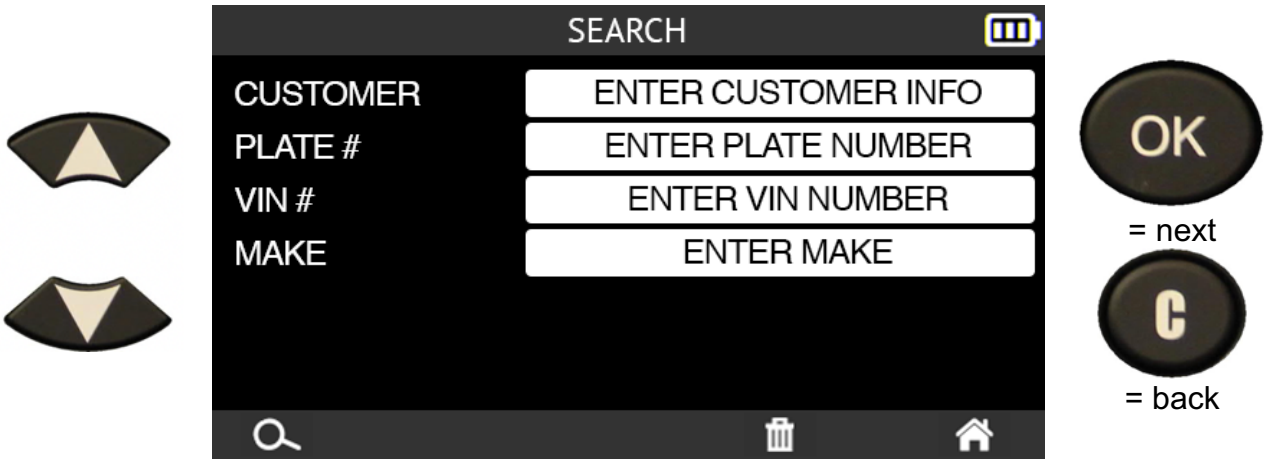 SEARCH
CUSTOMER ENTER CUSTOMER INFO
PLATE # ENTER PLATE NUMBER
VIN # ENTER VIN NUMBER
MAKE ENTER MAKE
OK
= next
C
= back